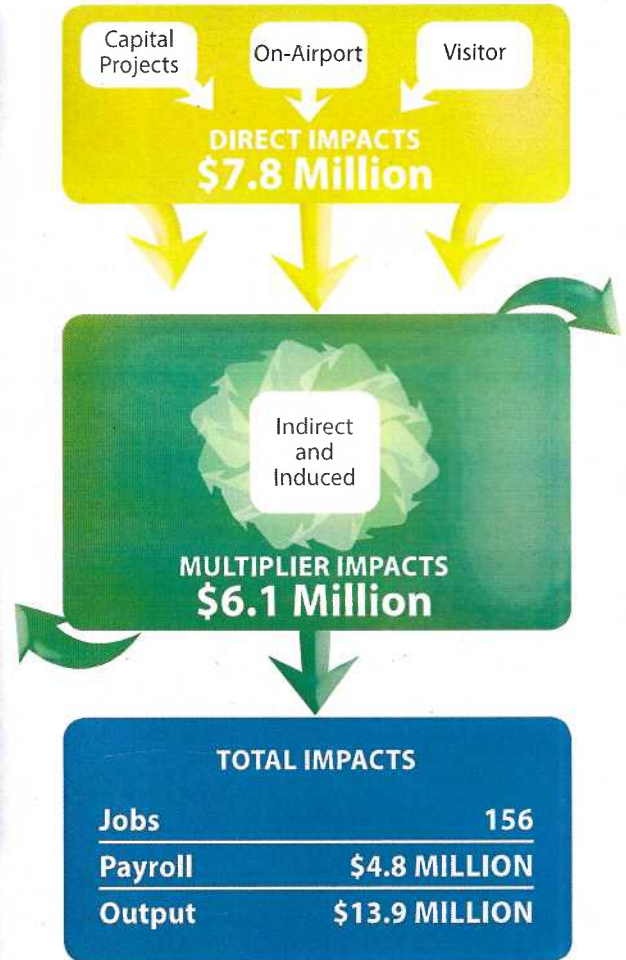 Capital
Projects
On-Airport
Visitor
DIRECT IMPACTS
$7.8 Million
Indirect
and
Induced
MULTIPLIER IMPACTS
$6.1 Million
TOTAL IMPACTS
Jobs 156
Payroll $4.8 MILLION
Output $13.9 MILLION